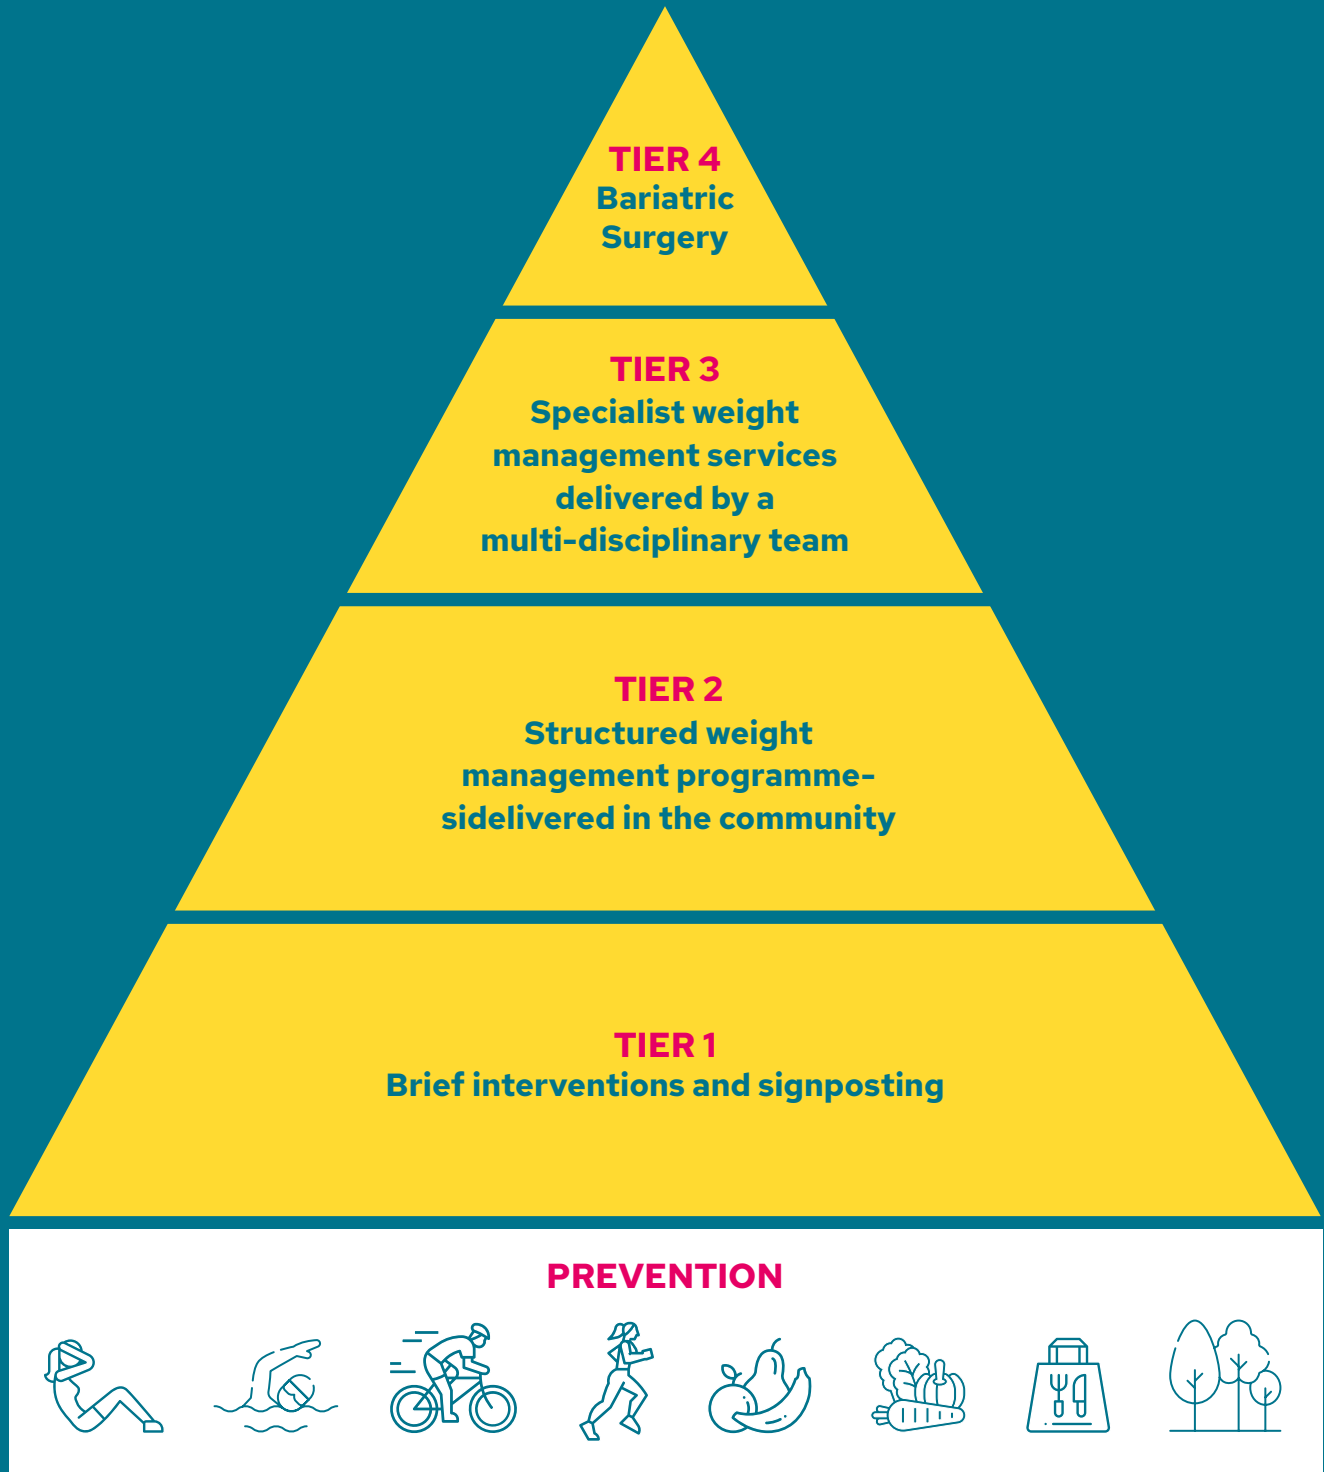 TIER 4
Bariatric
Surgery
TIER 3
Specialist weight
management services
delivered by a
multi-disciplinary team
TIER 2
Structured weight
management programme-
sidelivered in the community
TIER 1
Brief interventions and signposting
PREVENTION